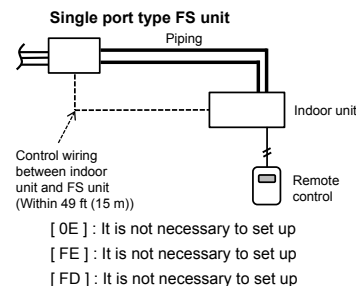 Single port type FS unit
Piping
Indoor unit
Control wiring
between indoor
unit and FS unit
(Within 49 ft (15 m))
Remote
control
[ 0E ] : It is not necessary to set up
[ FE ] : It is not necessary to set up
[ FD ] : It is not necessary to set up